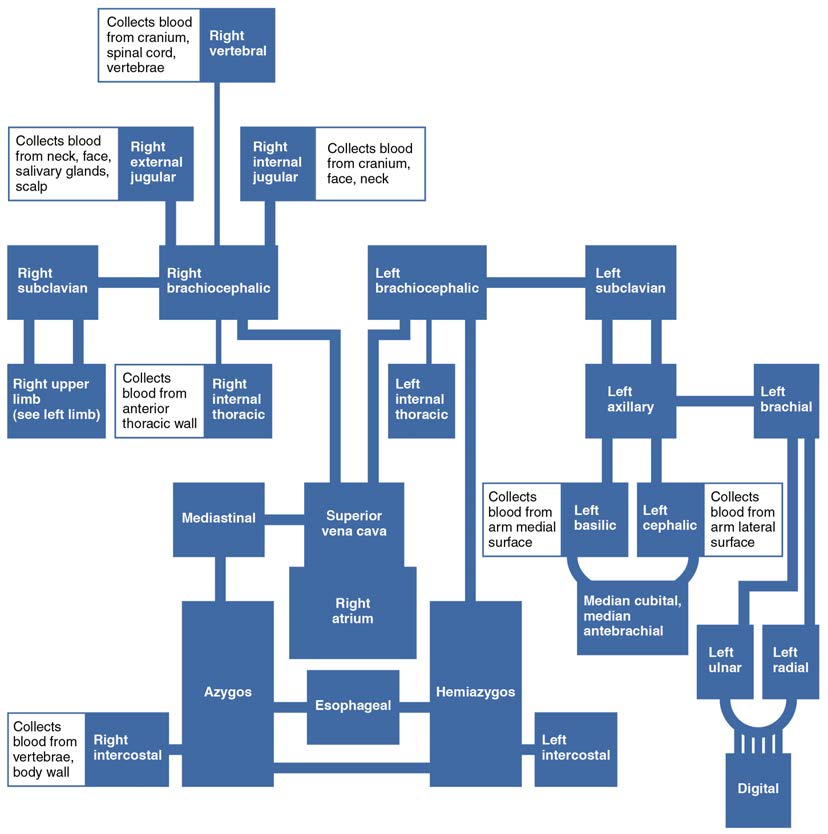 Collects blood
from cranium,
spinal cord,
vertebrae
Right
vertebral
Collects blood
from neck, face,
salivary glands,
scalp
Right
external
jugular
Right
internal
jugular
Collects blood
from cranium,
face, neck
Right
subclavian
Right
brachiocephalic
Left
brachiocephalic
Left
subclavian
Right upper
limb
(see left limb)
Collects
blood from
anterior
thoracic wall
Right
internal
thoracic
Left
internal
thoracic
Left
axillary
Left
brachial
Mediastinal
Superior
vena cava
Collects
blood from
arm medial
surface
Left
basilic
Left
cephalic
Collects
blood from
arm lateral
surface
Right
atrium
Median cubital,
median
antebrachial
Left
ulnar
Left
radial
Azygos
Esophageal
Hemiazygos
Collects
blood from
vertebrae,
body wall
Right
intercostal
Left
intercostal
Digital